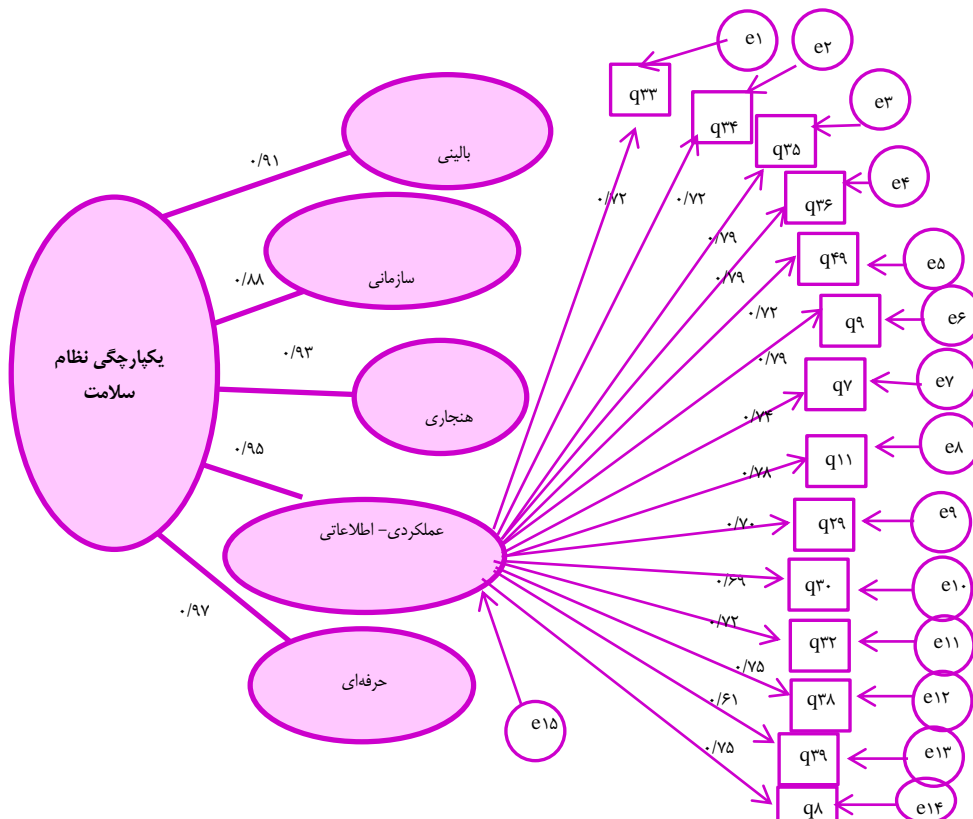 یکپارچگی نظام
سلامت
۰/۹۱
بالینی
۰/۸۸
سازمانی
۰/۹۳
هنجاری
۰/۹۵
عملکردی- اطلاعاتی
۰/۹۷
حرفه‌ای
e۱۵
۰/۷۲
q۳۳
e۱
۰/۷۲
q۳۴
e۲
۰/۷۹
q۳۵
e۳
۰/۷۹
q۳۶
e۴
۰/۷۲
q۴۹
e۵
۰/۷۹
q۹
e۶
۰/۷۴
q۷
e۷
۰/۷۸
q۱۱
e۸
۰/۷۰
q۲۹
e۹
۰/۶۹
q۳۰
e۱۰
۰/۷۲
q۳۲
e۱۱
۰/۷۵
q۳۸
e۱۲
۰/۶۱
q۳۹
e۱۳
۰/۷۵
q۸
e۱۴